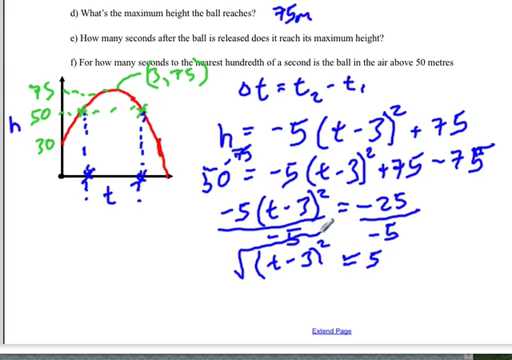 d) What's the maximum height the ball reaches? 75m
e) How many seconds after the ball is released does it reach its maximum height?
f) For how many seconds to the nearest hundredth of a second is the ball in the air above 50 metres
(3,75)
75
50
h
30
? ?
t
Δt = t₂ - t₁
h = -5(t-3)² + 75
50 -75 = -5(t-3)² + 75 - 75
-5(t-3)² = -25
-5 -5
√(t-3)² = 5
Extend Page